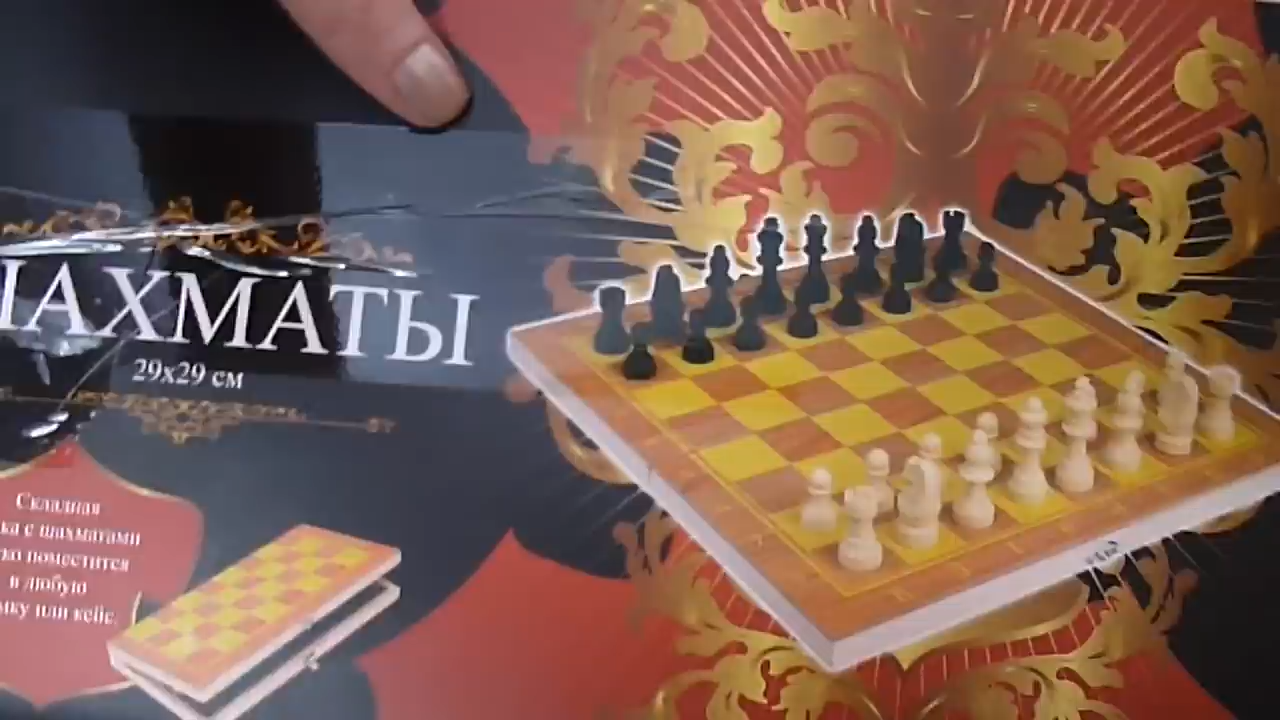 ШАХМАТЫ
29x29 см
Складная
с шахматами
поместится
в любую
или кейс.